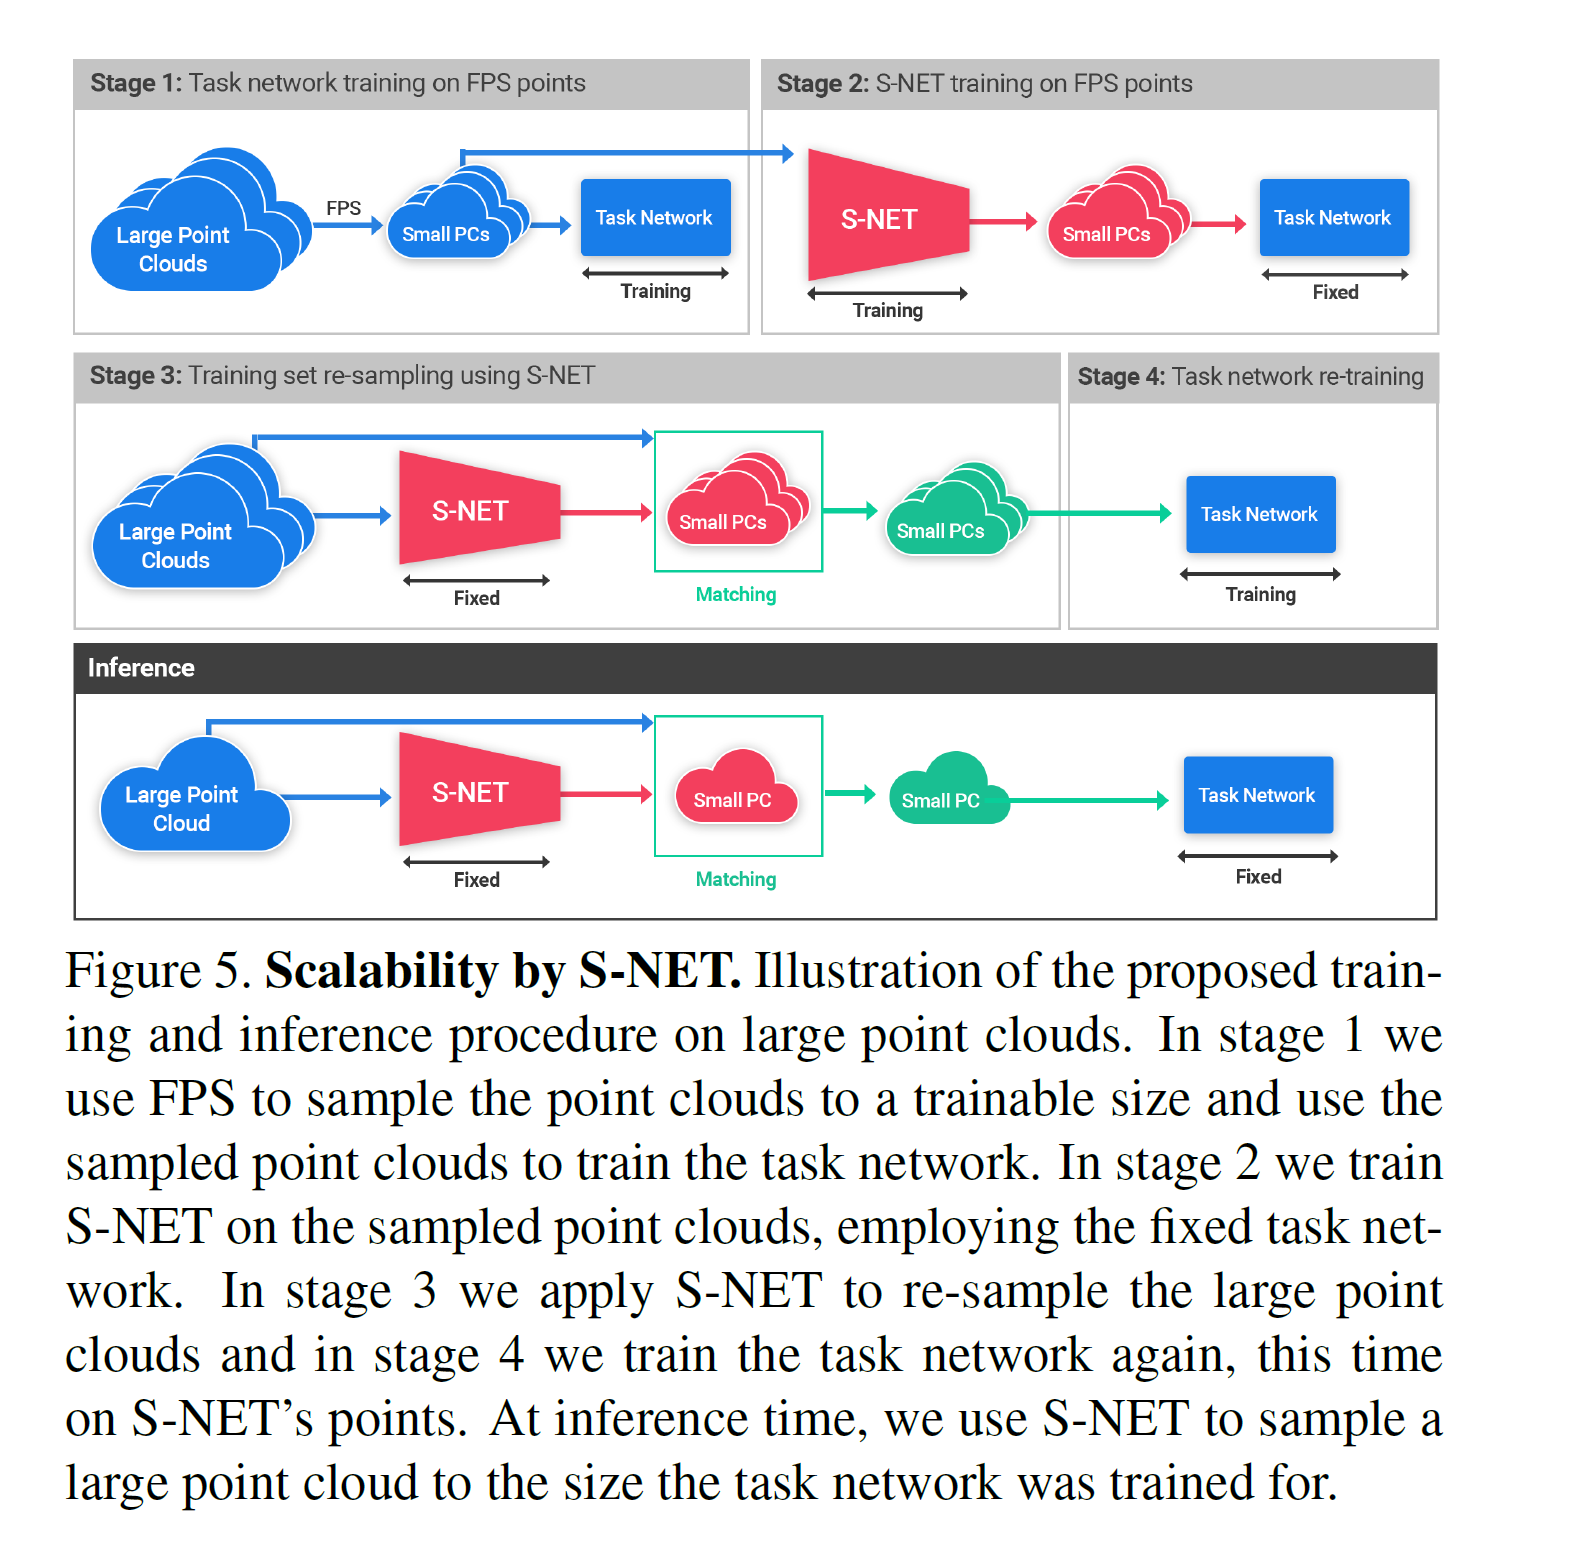 Stage 1: Task network training on FPS points
Large Point
Clouds
FPS
Small PCs
Task Network
Training
Stage 2: S-NET training on FPS points
S-NET
Training
Small PCs
Task Network
Fixed
Stage 3: Training set re-sampling using S-NET
Large Point
Clouds
S-NET
Fixed
Small PCs
Matching
Small PCs
Stage 4: Task network re-training
Task Network
Training
Inference
Large Point
Cloud
S-NET
Fixed
Small PC
Matching
Small PC
Task Network
Fixed
Figure 5. Scalability by S-NET. Illustration of the proposed train-
ing and inference procedure on large point clouds. In stage 1 we
use FPS to sample the point clouds to a trainable size and use the
sampled point clouds to train the task network. In stage 2 we train
S-NET on the sampled point clouds, employing the fixed task net-
work. In stage 3 we apply S-NET to re-sample the large point
clouds and in stage 4 we train the task network again, this time
on S-NET’s points. At inference time, we use S-NET to sample a
large point cloud to the size the task network was trained for.